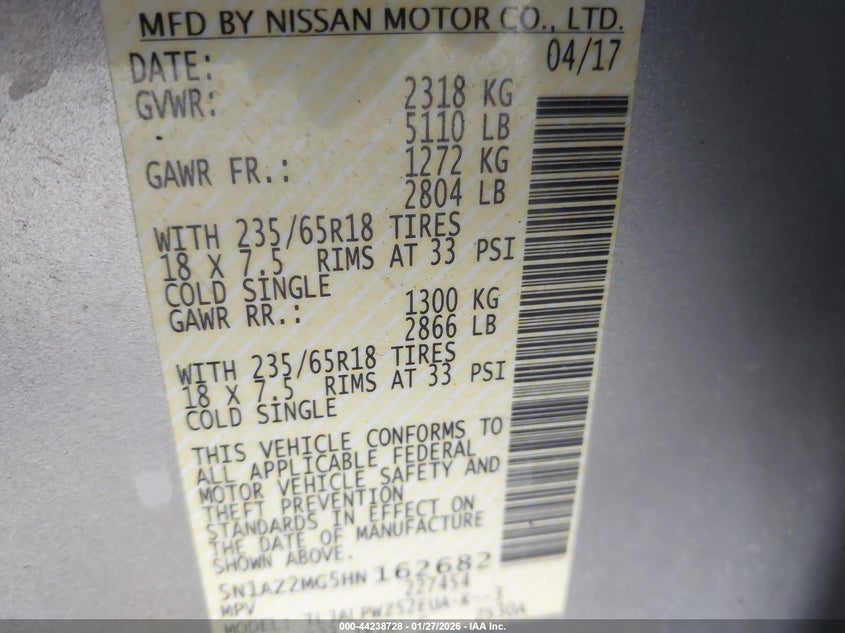 MFD BY NISSAN MOTOR CO., LTD.
DATE: 04/17
GVWR: 2318 KG
5110 LB
GAWR FR.: 1272 KG
2804 LB
WITH 235/65R18 TIRES
18 X 7.5 RIMS AT 33 PSI
COLD SINGLE
GAWR RR.: 1300 KG
2866 LB
WITH 235/65R18 TIRES
18 X 7.5 RIMS AT 33 PSI
COLD SINGLE
THIS VEHICLE CONFORMS TO
ALL APPLICABLE FEDERAL
MOTOR VEHICLE SAFETY AND
THEFT PREVENTION
STANDARDS IN EFFECT ON
THE DATE OF MANUFACTURE
SHOWN ABOVE.
5N1AZ2MG5HN162682
MPV 227454
MODEL:
000-44238728 - 01/27/2026 - IAA Inc.